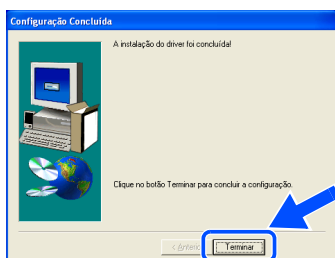 Configuração Concluída
A instalação do driver foi concluída!
Clique no botão Terminar para concluir a configuração.
Terminar